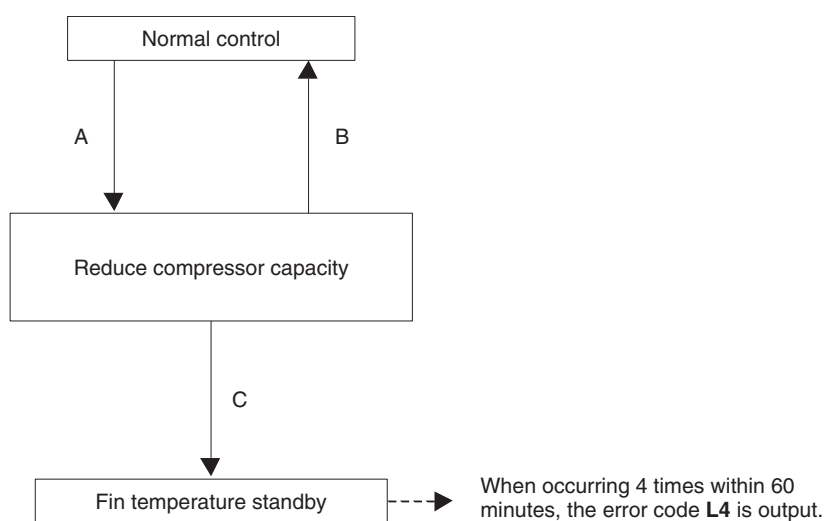 Normal control
A
B
Reduce compressor capacity
C
Fin temperature standby
When occurring 4 times within 60
minutes, the error code L4 is output.